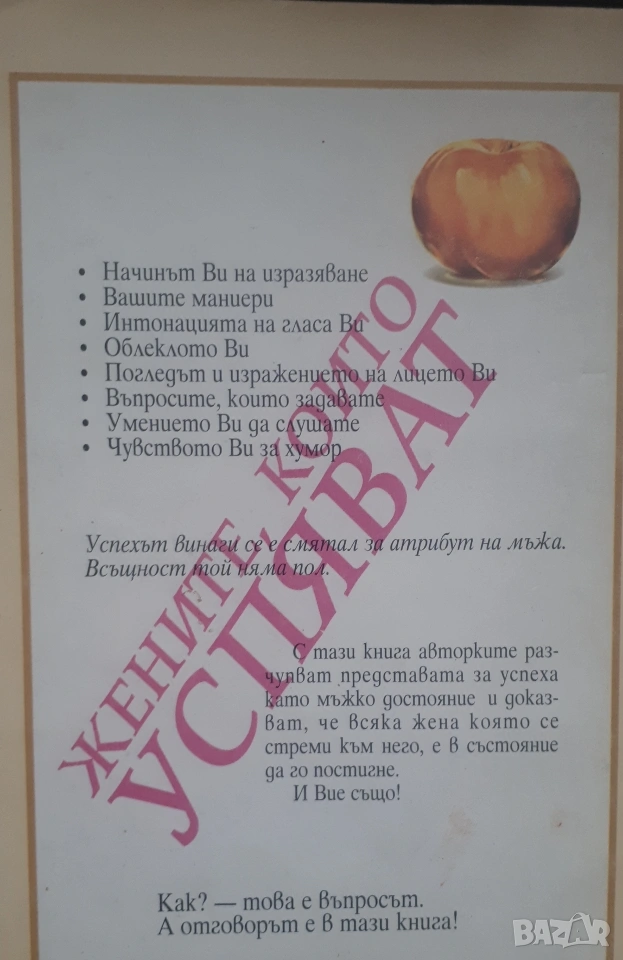 • Начинът Ви на изразяване
• Вашите маниери
• Интонацията на гласа Ви
• Облеклото Ви
• Погледът и изражението на лицето Ви
• Въпросите, които задавате
• Умението Ви да слушате
• Чувството Ви за хумор
ЖЕНИТЕ, КОИТО
УСПЯВАТ
Успехът винаги се е смятал за атрибут на мъжа.
Всъщност той няма пол.
С тази книга авторките раз-
чупват представата за успеха
като мъжко достояние и доказ-
ват, че всяка жена която се
стреми към него, е в състояние
да го постигне.
И Вие също!
Как? — това е въпросът.
А отговорът е в тази книга!
BAZAR